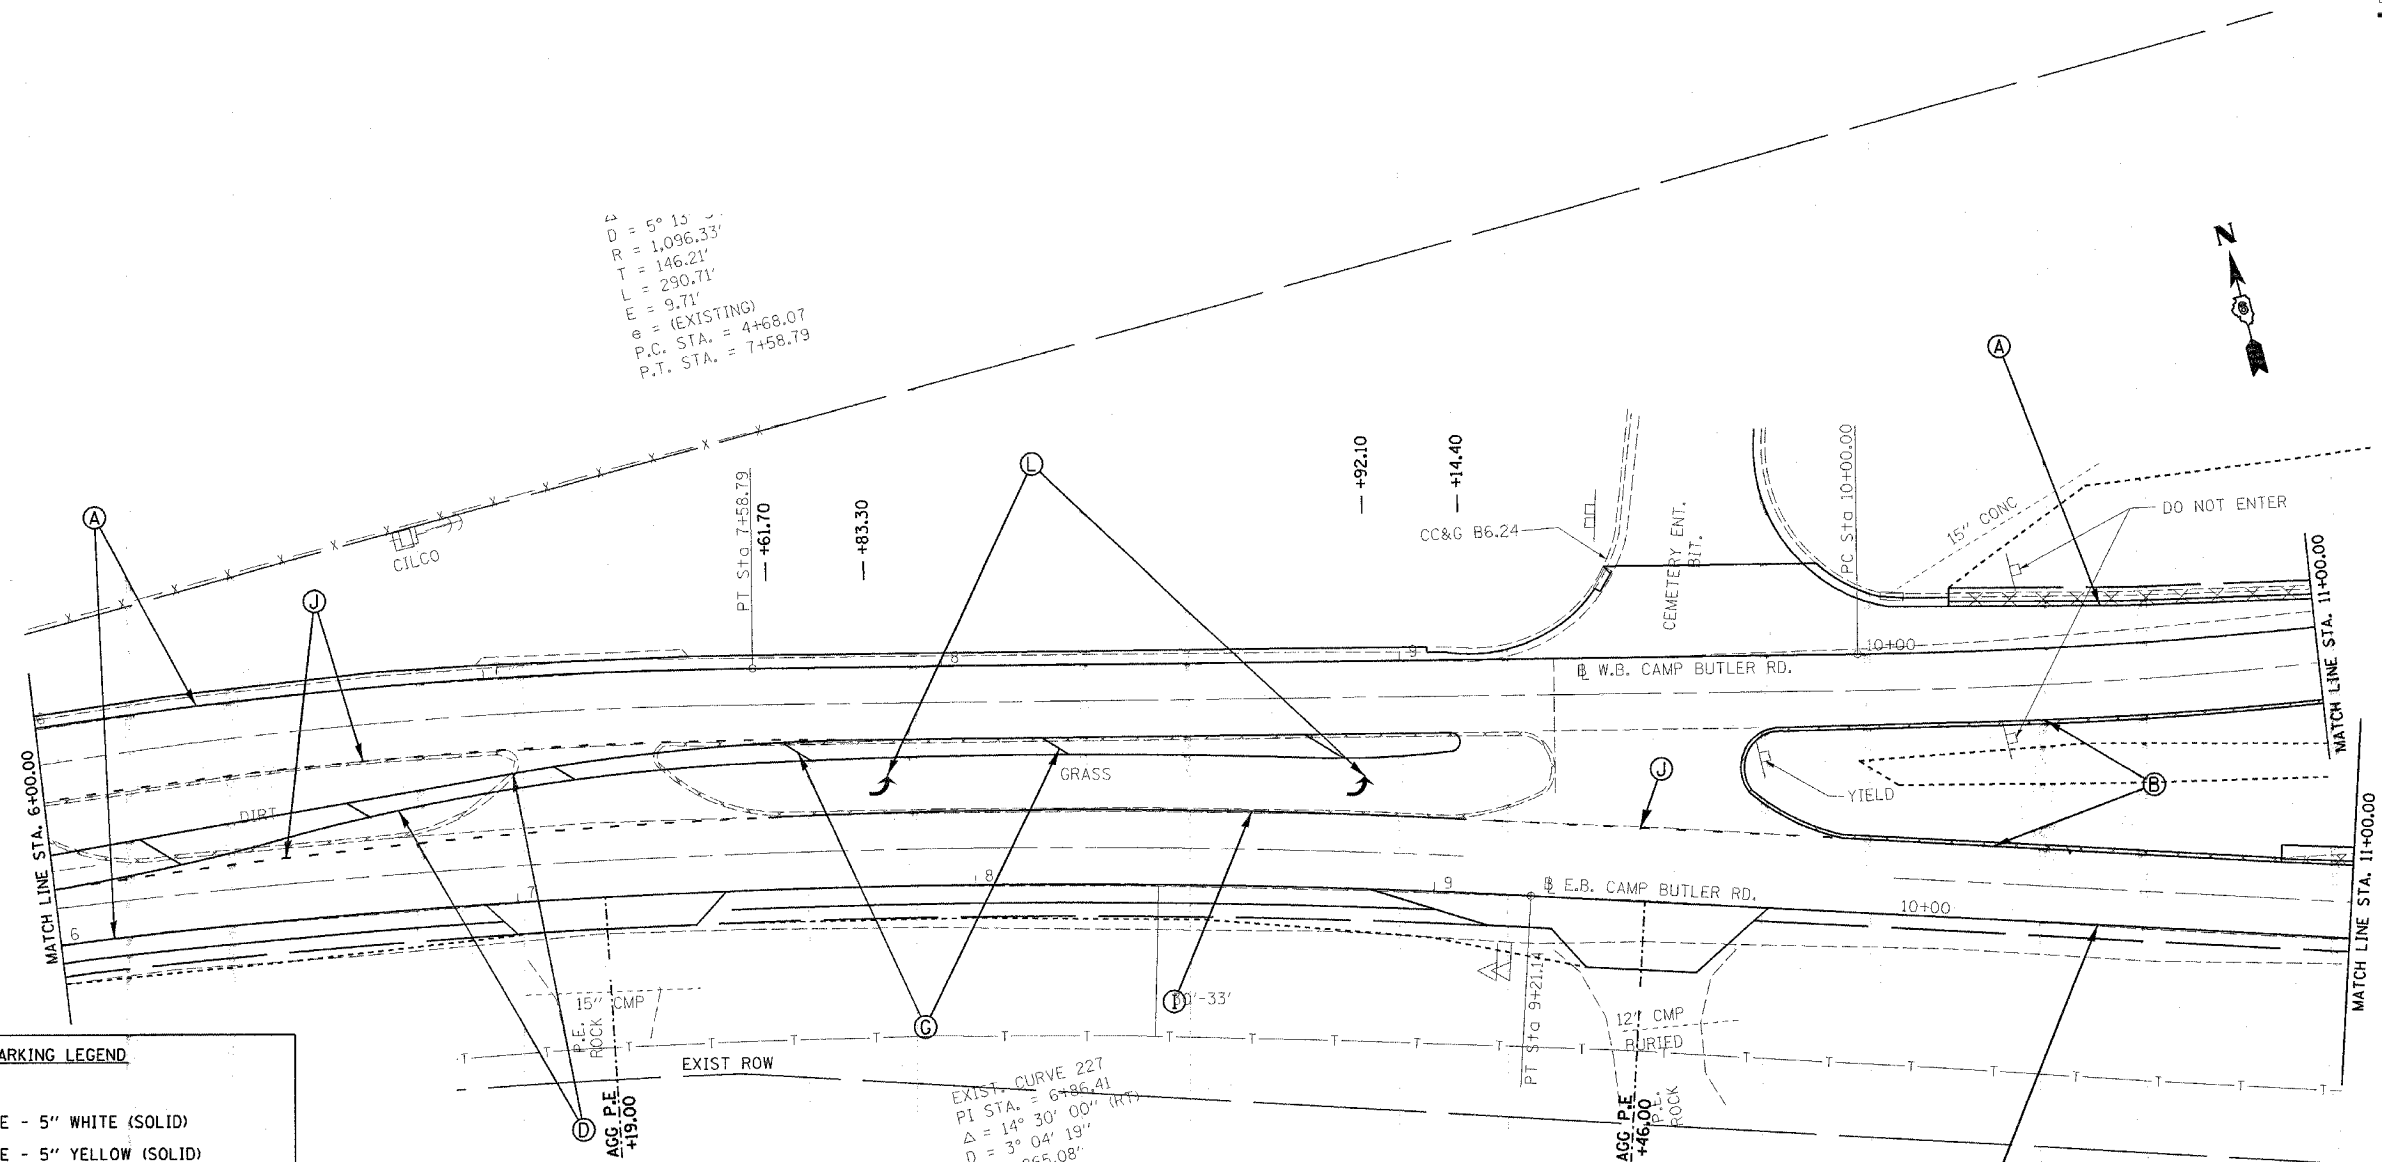 D = 5° 13'
R = 1,096.33'
T = 146.21'
L = 290.71'
E = 9.71'
e = (EXISTING)
P.C. STA. = 4+68.07
P.T. STA. = 7+58.79
N
A
A
J
L
CILCO
PT Sta 7+58.79
+61.70
+83.30
+92.10
+14.40
CC&G B6.24
CEMETERY ENT.
BIT.
PC Sta 10+00.00
15" CONC
DO NOT ENTER
MATCH LINE STA. 11+00.00
MATCH LINE STA. 6+00.00
8
9
10+00
℄ W.B. CAMP BUTLER RD.
DIRT
GRASS
J
YIELD
B
6
7
8
9
℄ E.B. CAMP BUTLER RD.
10+00
MATCH LINE STA. 11+00.00
15" CMP
P.E.
ROCK
G
I
'-33'
PT Sta 9+21.14
12" CMP
BURIED
P.E.
ROCK
EXIST ROW
D
AGG P.E
+19.00
AGG P.E
+46.00
EXIST. CURVE 227
PI STA. = 6+86.41
Δ = 14° 30' 00" (RT)
D = 3° 04' 19"
ARKING LEGEND
E - 5" WHITE (SOLID)
E - 5" YELLOW (SOLID)